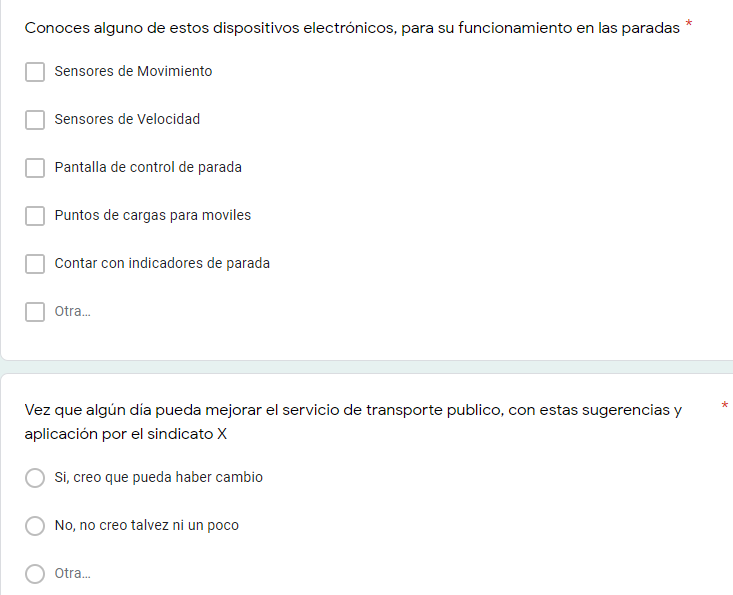 Conoces alguno de estos dispositivos electrónicos, para su funcionamiento en las paradas *
Sensores de Movimiento
Sensores de Velocidad
Pantalla de control de parada
Puntos de cargas para moviles
Contar con indicadores de parada
Otra...
Vez que algún día pueda mejorar el servicio de transporte publico, con estas sugerencias y *
aplicación por el sindicato X
Si, creo que pueda haber cambio
No, no creo talvez ni un poco
Otra...